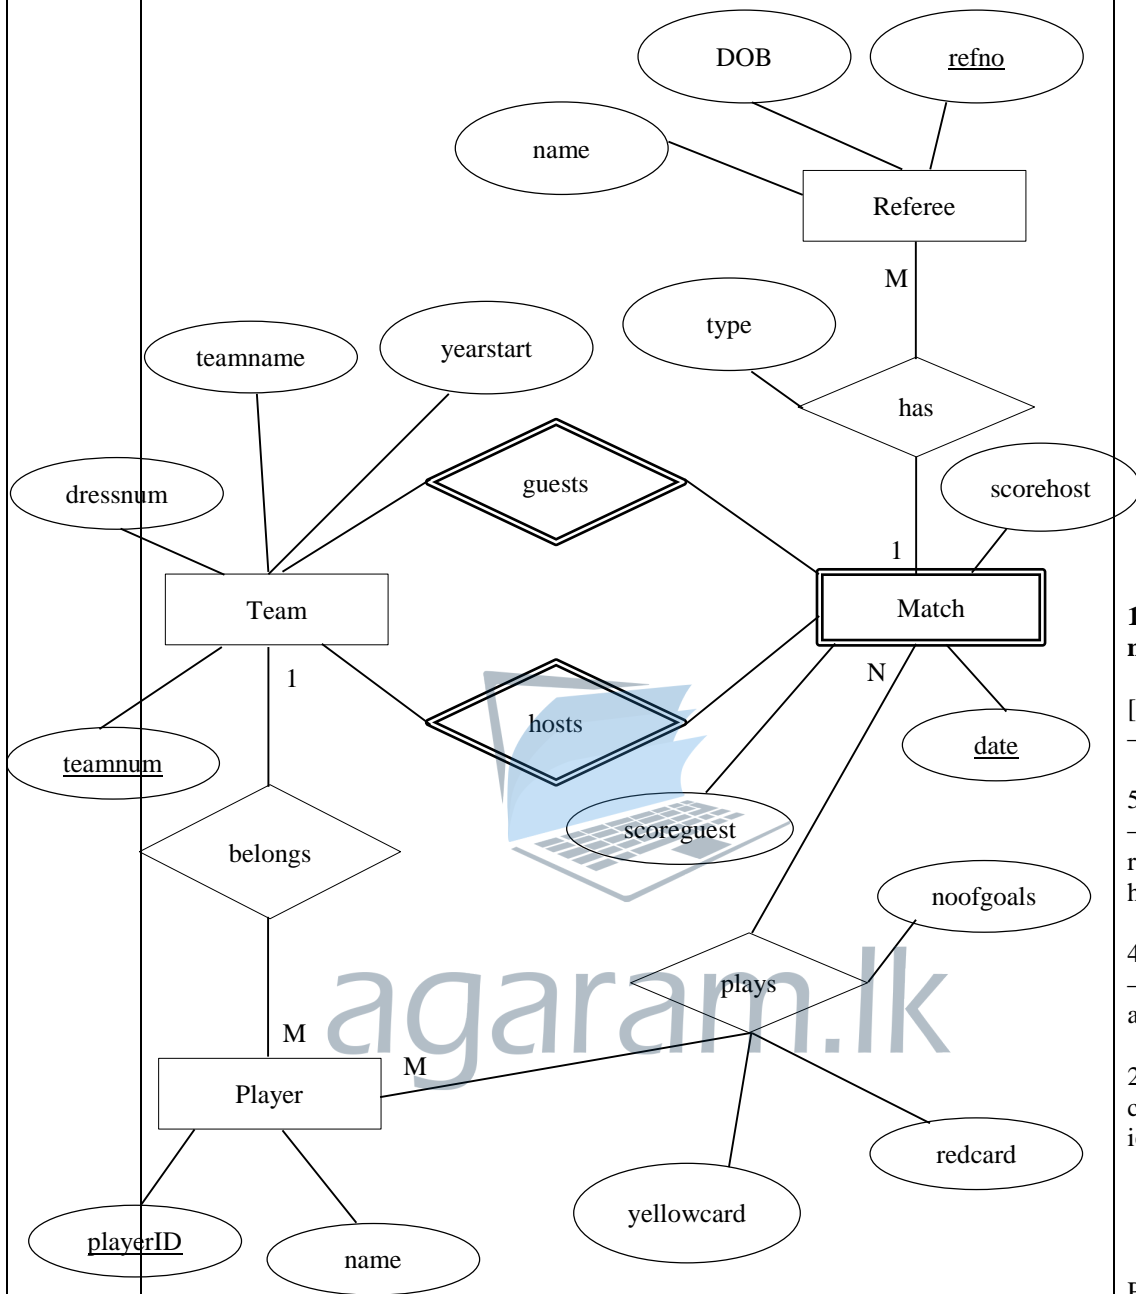 DOB
refno
name
Referee
M
type
teamname
yearstart
has
guests
dressnum
scorehost
1
Team
Match
1
N
hosts
teamnum
date
scoreguest
belongs
noofgoals
plays
agaram.lk
M
M
Player
redcard
yellowcard
playerID
name